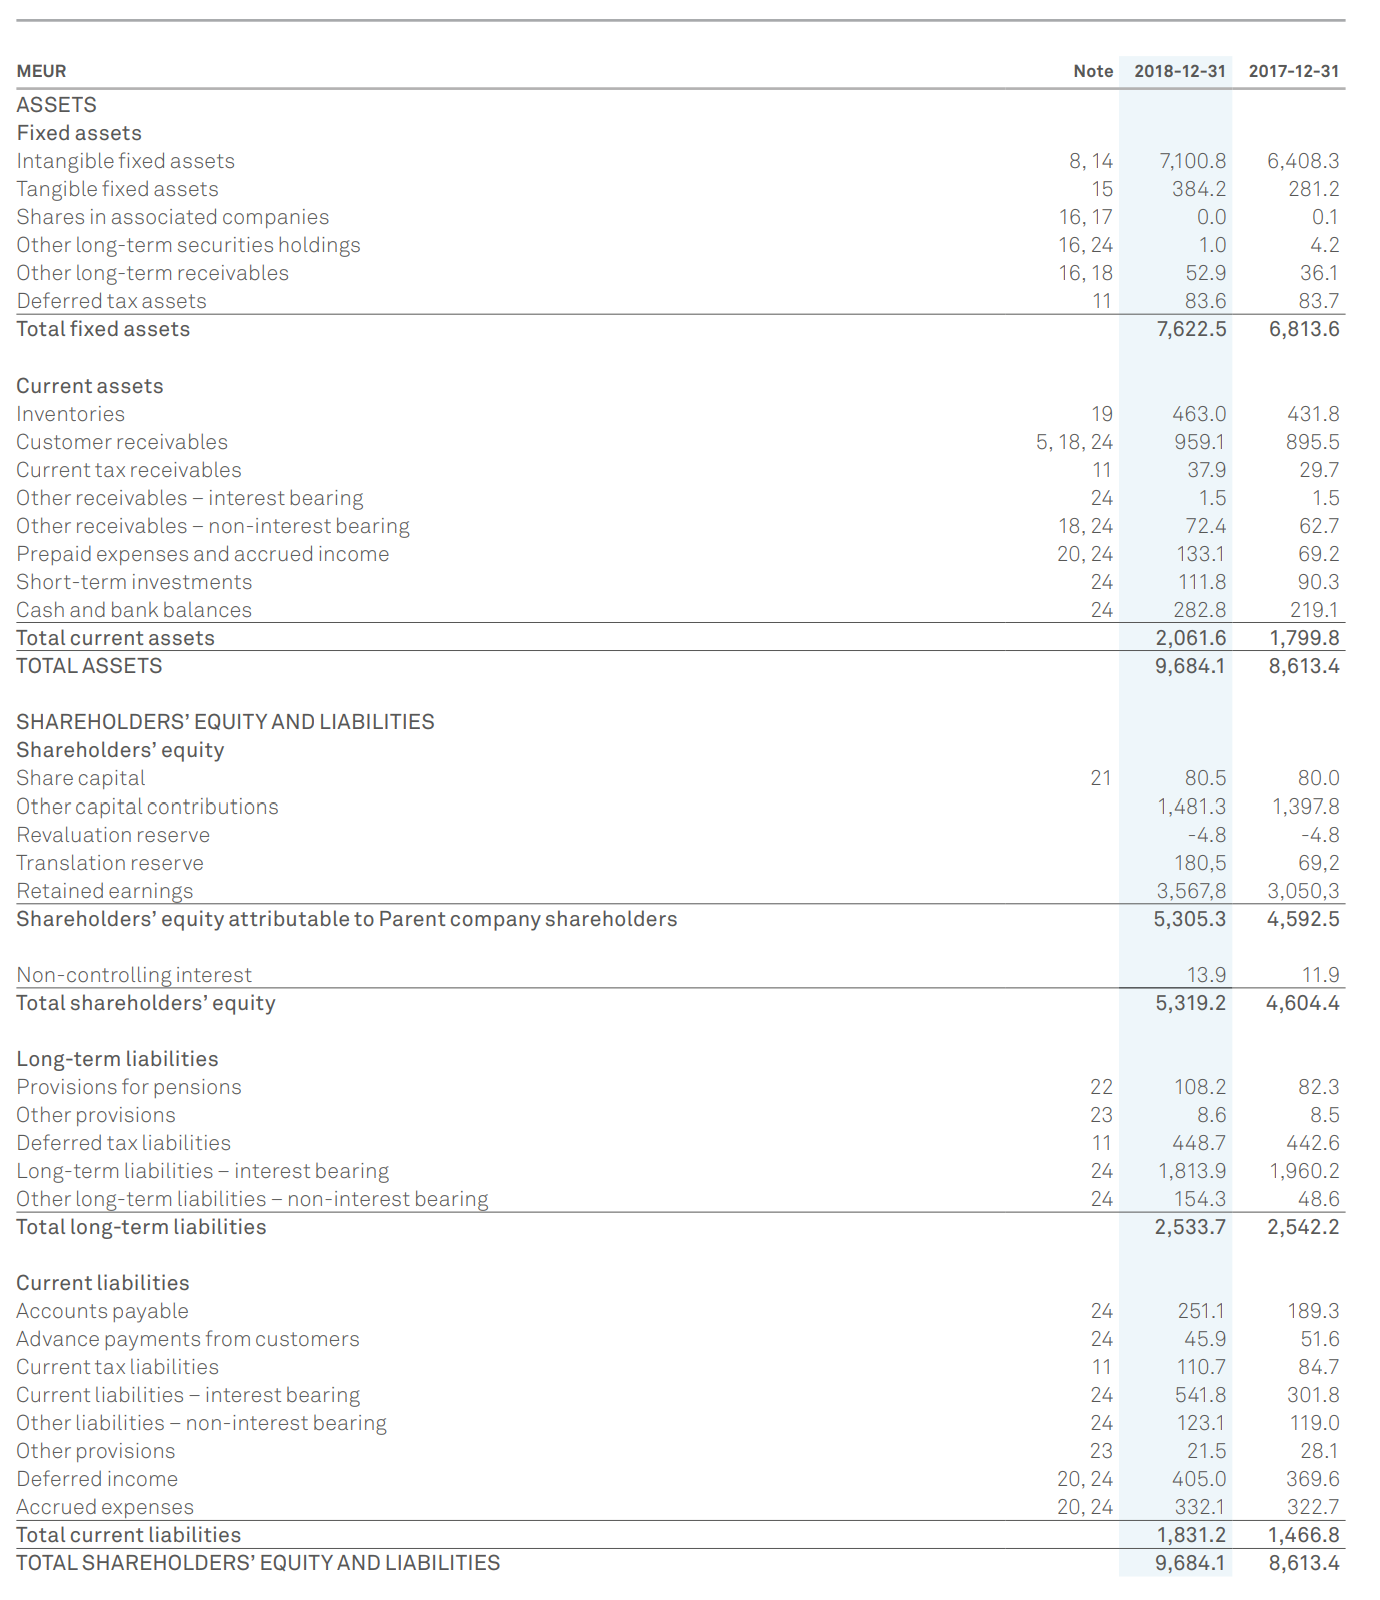 MEUR Note 2018-12-31 2017-12-31
ASSETS
Fixed assets
Intangible fixed assets 8, 14 7,100.8 6,408.3
Tangible fixed assets 15 384.2 281.2
Shares in associated companies 16, 17 0.0 0.1
Other long-term securities holdings 16, 24 1.0 4.2
Other long-term receivables 16, 18 52.9 36.1
Deferred tax assets 11 83.6 83.7
Total fixed assets 7,622.5 6,813.6
Current assets
Inventories 19 463.0 431.8
Customer receivables 5, 18, 24 959.1 895.5
Current tax receivables 11 37.9 29.7
Other receivables – interest bearing 24 1.5 1.5
Other receivables – non-interest bearing 18, 24 72.4 62.7
Prepaid expenses and accrued income 20, 24 133.1 69.2
Short-term investments 24 111.8 90.3
Cash and bank balances 24 282.8 219.1
Total current assets 2,061.6 1,799.8
TOTAL ASSETS 9,684.1 8,613.4
SHAREHOLDERS’ EQUITY AND LIABILITIES
Shareholders’ equity
Share capital 21 80.5 80.0
Other capital contributions 1,481.3 1,397.8
Revaluation reserve -4.8 -4.8
Translation reserve 180,5 69,2
Retained earnings 3,567,8 3,050,3
Shareholders’ equity attributable to Parent company shareholders 5,305.3 4,592.5
Non-controlling interest 13.9 11.9
Total shareholders’ equity 5,319.2 4,604.4
Long-term liabilities
Provisions for pensions 22 108.2 82.3
Other provisions 23 8.6 8.5
Deferred tax liabilities 11 448.7 442.6
Long-term liabilities – interest bearing 24 1,813.9 1,960.2
Other long-term liabilities – non-interest bearing 24 154.3 48.6
Total long-term liabilities 2,533.7 2,542.2
Current liabilities
Accounts payable 24 251.1 189.3
Advance payments from customers 24 45.9 51.6
Current tax liabilities 11 110.7 84.7
Current liabilities – interest bearing 24 541.8 301.8
Other liabilities – non-interest bearing 24 123.1 119.0
Other provisions 23 21.5 28.1
Deferred income 20, 24 405.0 369.6
Accrued expenses 20, 24 332.1 322.7
Total current liabilities 1,831.2 1,466.8
TOTAL SHAREHOLDERS’ EQUITY AND LIABILITIES 9,684.1 8,613.4